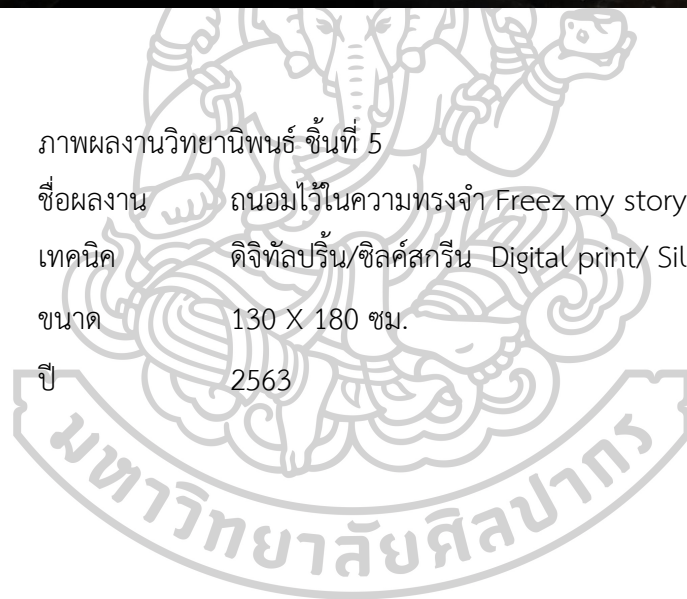 ภาพผลงานวิทยานิพนธ์ ชิ้นที่ 5
ชื่อผลงาน ถนอมไว้ในความทรงจำ Freez my story
เทคนิค ดิจิทัลปริ้น/ซิลค์สกรีน Digital print/ Sil
ขนาด 130 X 180 ซม.
ปี 2563
มหาวิทยาลัยศิลปากร